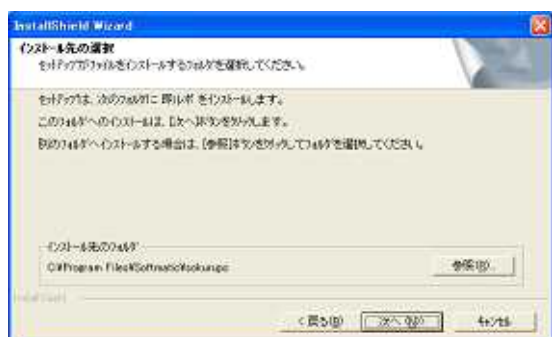 InstallShield Wizard
インストール先の選択
セットアップがファイルをインストールするフォルダを選択してください。
セットアップは、次のフォルダに 即ルポ をインストールします。
このフォルダへのインストールは、[次へ]ボタンをクリックします。
別のフォルダへインストールする場合は、[参照]ボタンをクリックしてフォルダを選択してください。
インストール先のフォルダ
C:¥Program Files¥Softmatic¥sokurupo
参照(R)...
InstallShield
< 戻る(B)
次へ(N) >
キャンセル